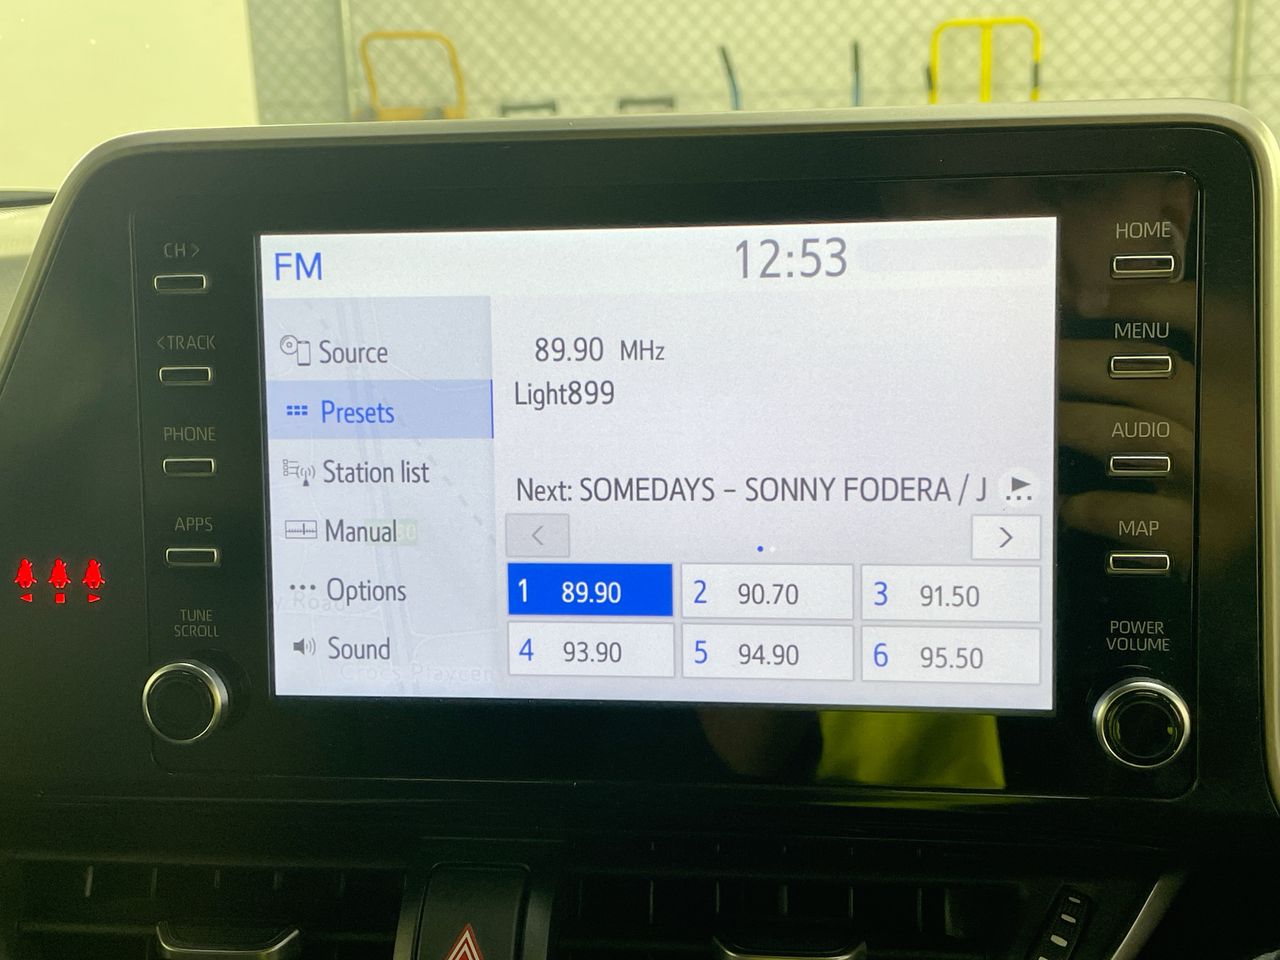 CH >
< TRACK
PHONE
APPS
TUNE
SCROLL
FM
12:53
Source
Presets
Station list
Manual
Options
Sound
89.90 MHz
Light899
Next: SOMEDAYS – SONNY FODERA / J
1 89.90
2 90.70
3 91.50
4 93.90
5 94.90
6 95.50
HOME
MENU
AUDIO
MAP
POWER
VOLUME